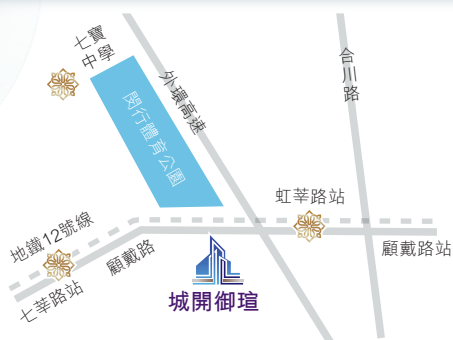 七寶
中學
外環高速
合川路
閔行體育公園
虹莘路站
地鐵12號線
顧戴路
顧戴路站
七莘路站
城開御瑄